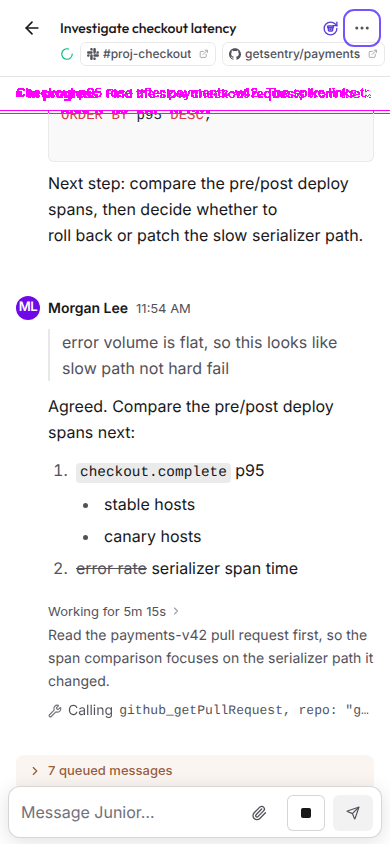 Investigate checkout latency
#proj-checkout
getsentry/payments
ORDER BY p95 DESC;
Next step: compare the pre/post deploy
spans, then decide whether to
roll back or patch the slow serializer path.
ML
Morgan Lee 11:54 AM
error volume is flat, so this looks like
slow path not hard fail
Agreed. Compare the pre/post deploy
spans next:
1. checkout.complete p95
• stable hosts
• canary hosts
2. error rate serializer span time
Working for 5m 15s
Read the payments-v42 pull request first, so the
span comparison focuses on the serializer path it
changed.
Calling github_getPullRequest, repo: "g…
7 queued messages
Message Junior...